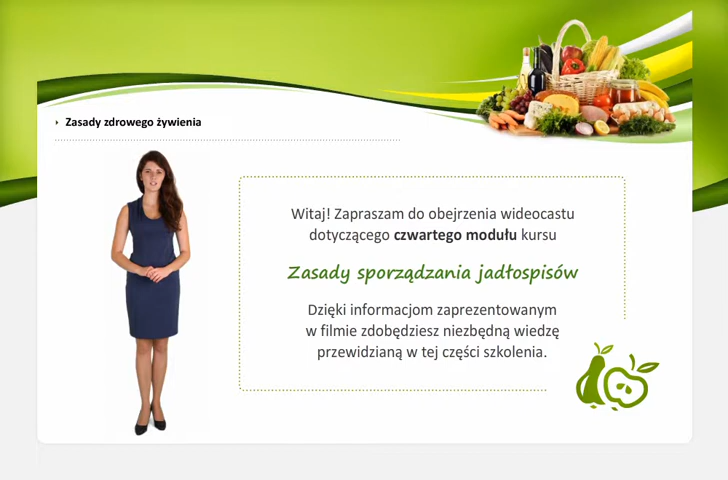 Zasady zdrowego żywienia
Witaj! Zapraszam do obejrzenia wideocastu
dotyczącego czwartego modułu kursu
Zasady sporządzania jadłospisów
Dzięki informacjom zaprezentowanym
w filmie zdobędziesz niezbędną wiedzę
przewidzianą w tej części szkolenia.